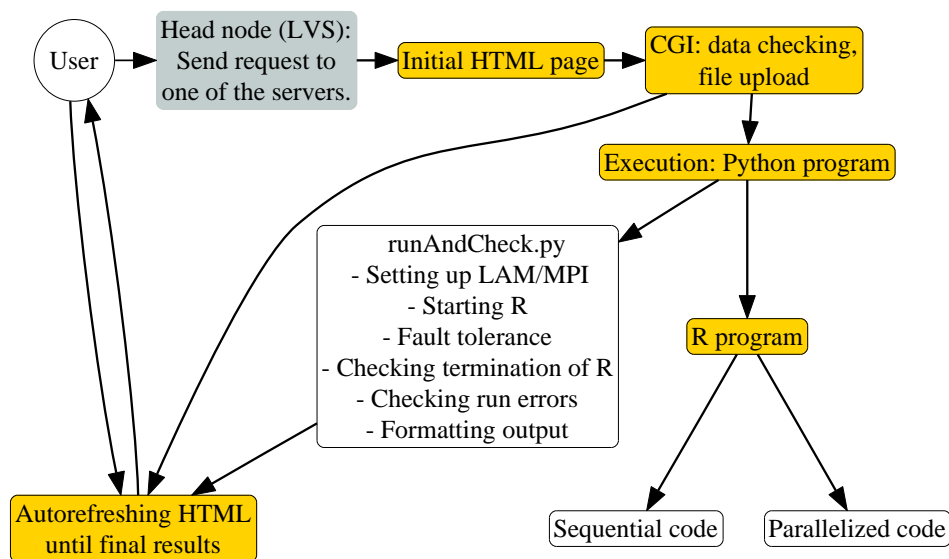 User
Head node (LVS):
Send request to
one of the servers.
Initial HTML page
CGI: data checking,
file upload
Execution: Python program
runAndCheck.py
- Setting up LAM/MPI
- Starting R
- Fault tolerance
- Checking termination of R
- Checking run errors
- Formatting output
R program
Autorefreshing HTML
until final results
Sequential code
Parallelized code